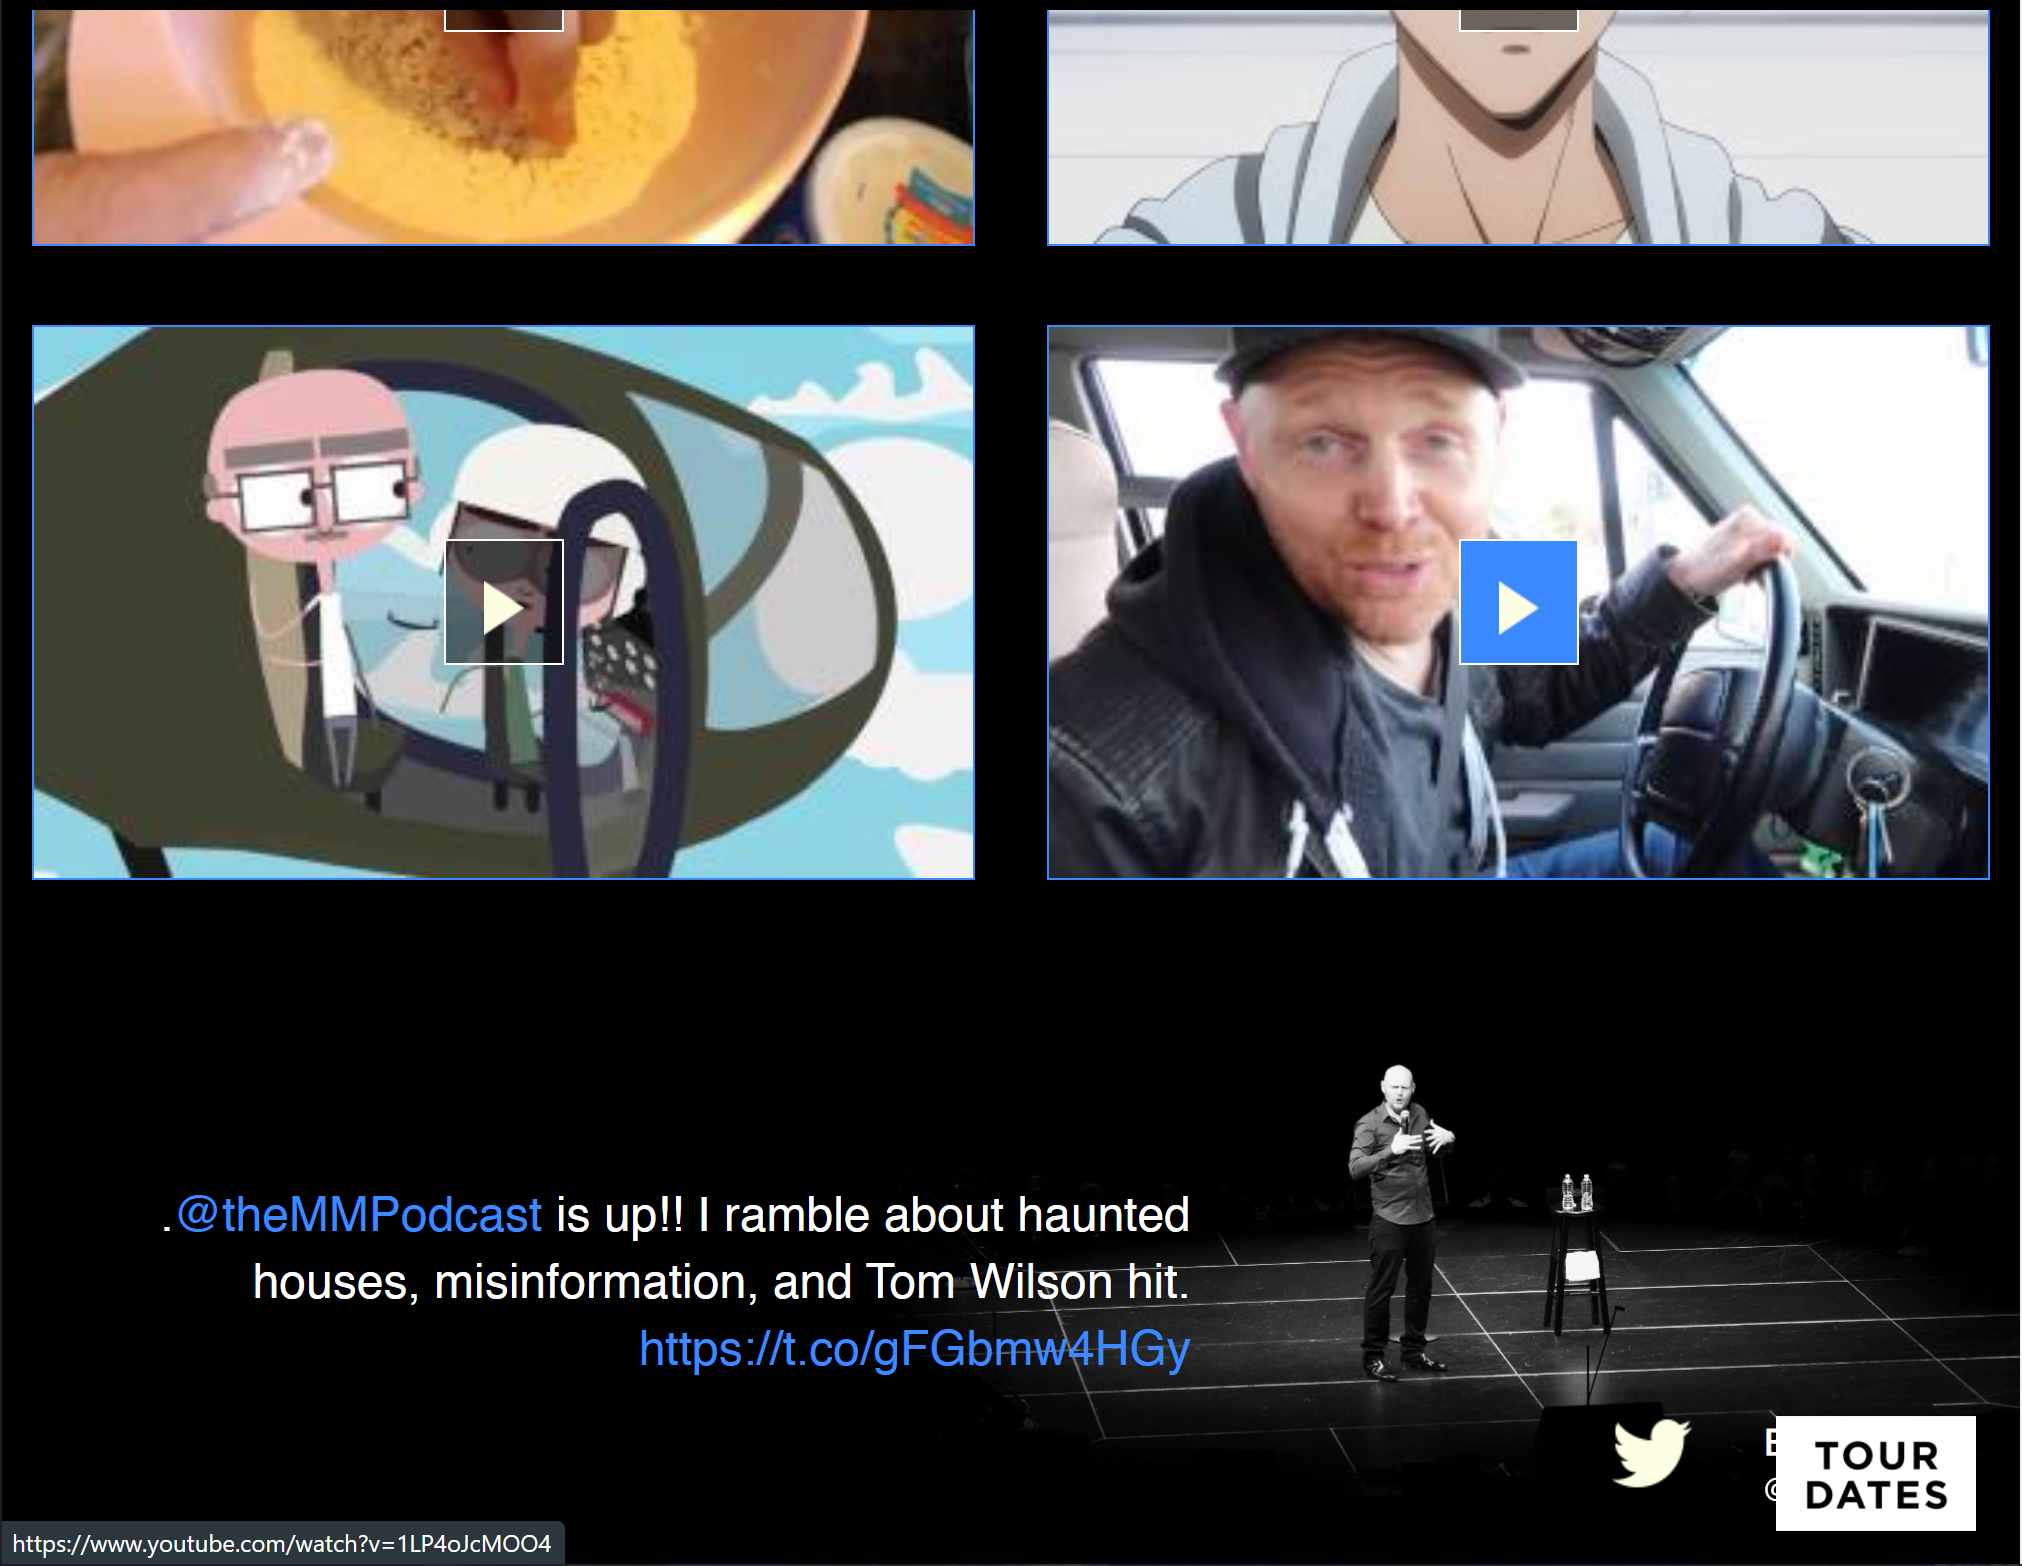 .@theMMPodcast is up!! I ramble about haunted
houses, misinformation, and Tom Wilson hit.
https://t.co/gFGbmw4HGy
TOUR
DATES
https://www.youtube.com/watch?v=1LP4oJcMOO4